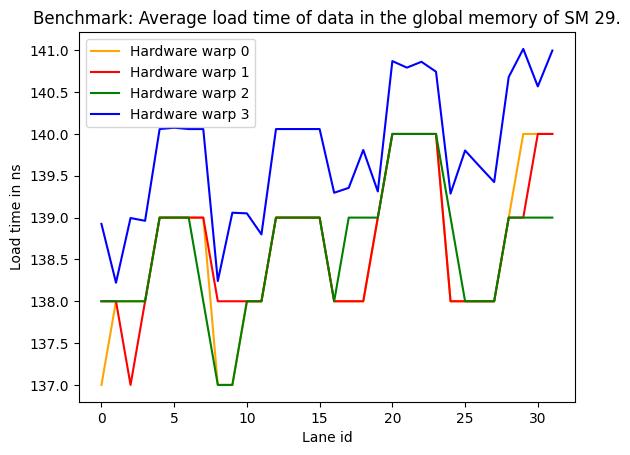 Benchmark: Average load time of data in the global memory of SM 29.
Hardware warp 0
Hardware warp 1
Hardware warp 2
Hardware warp 3
141.0
140.5
140.0
139.5
139.0
138.5
138.0
137.5
137.0
Load time in ns
0 5 10 15 20 25 30
Lane id